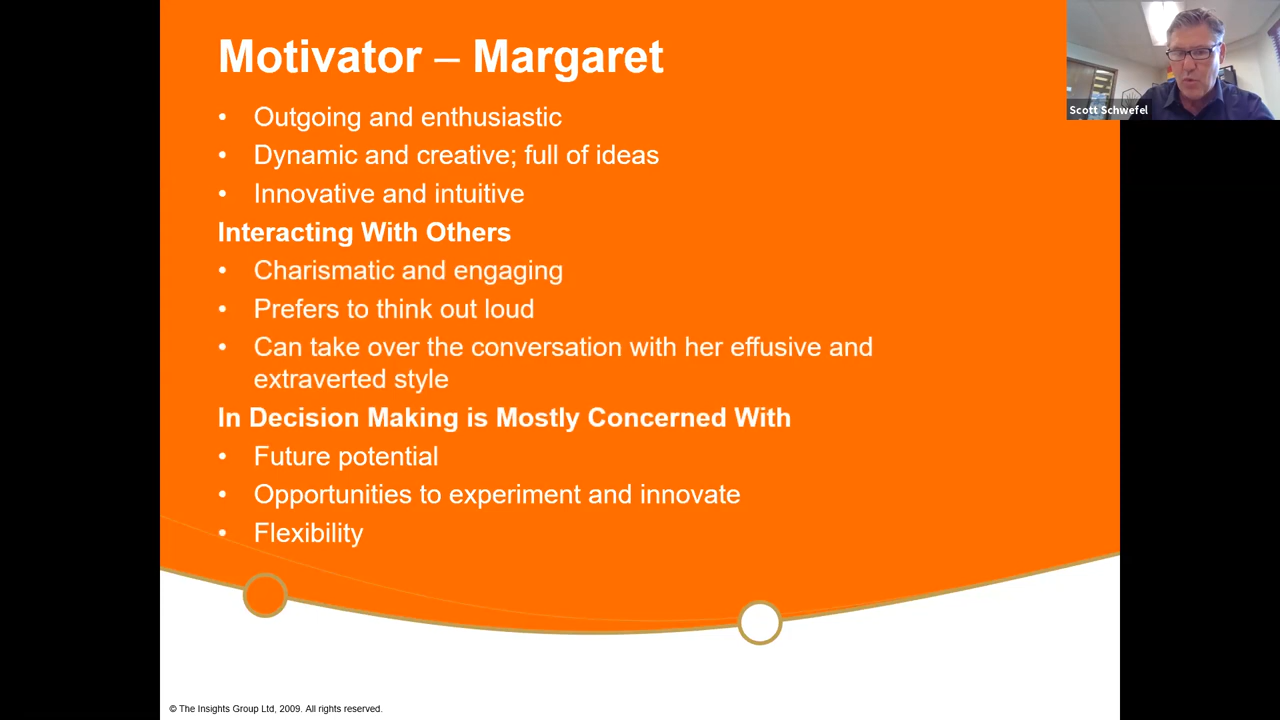 Motivator – Margaret
Scott Schwefel
• Outgoing and enthusiastic
• Dynamic and creative; full of ideas
• Innovative and intuitive
Interacting With Others
• Charismatic and engaging
• Prefers to think out loud
• Can take over the conversation with her effusive and
extraverted style
In Decision Making is Mostly Concerned With
• Future potential
• Opportunities to experiment and innovate
• Flexibility
© The Insights Group Ltd, 2009. All rights reserved.